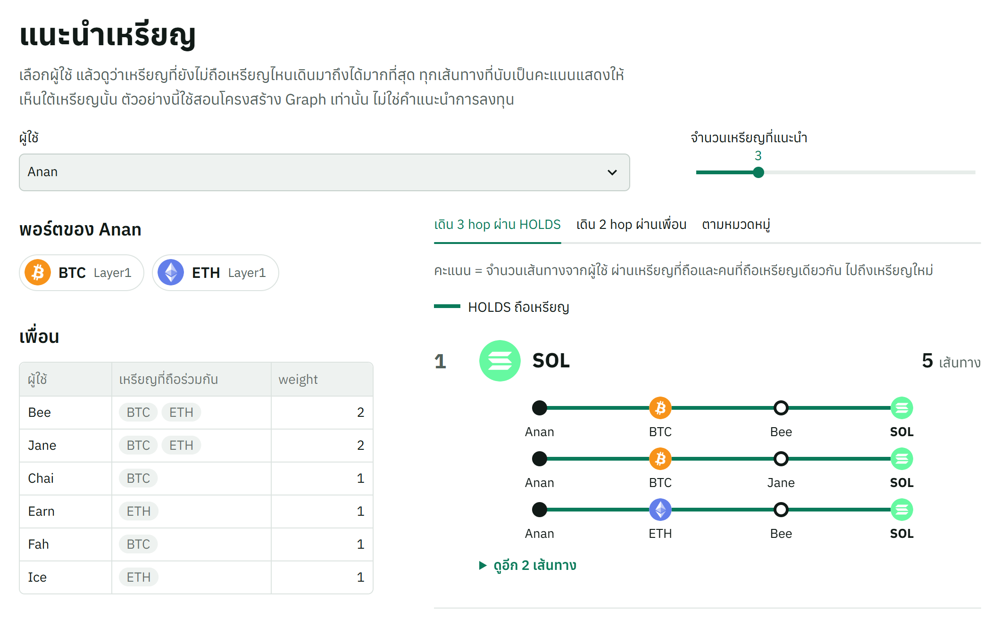 แนะนำเหรียญ
เลือกผู้ใช้ แล้วดูว่าเหรียญที่ยังไม่ถือเหรียญไหนเดินมาถึงได้มากที่สุด ทุกเส้นทางที่นับเป็นคะแนนแสดงให้
เห็นใต้เหรียญนั้น ตัวอย่างนี้ใช้สอนโครงสร้าง Graph เท่านั้น ไม่ใช่คำแนะนำการลงทุน
ผู้ใช้
Anan
จำนวนเหรียญที่แนะนำ
3
พอร์ตของ Anan
BTC Layer1 ETH Layer1
เพื่อน
ผู้ใช้ เหรียญที่ถือร่วมกัน weight
Bee BTC ETH 2
Jane BTC ETH 2
Chai BTC 1
Earn ETH 1
Fah BTC 1
Ice ETH 1
เดิน 3 hop ผ่าน HOLDS เดิน 2 hop ผ่านเพื่อน ตามหมวดหมู่
คะแนน = จำนวนเส้นทางจากผู้ใช้ ผ่านเหรียญที่ถือและคนที่ถือเหรียญเดียวกัน ไปถึงเหรียญใหม่
HOLDS ถือเหรียญ
1 SOL 5 เส้นทาง
Anan BTC Bee SOL
Anan BTC Jane SOL
Anan ETH Bee SOL
ดูอีก 2 เส้นทาง